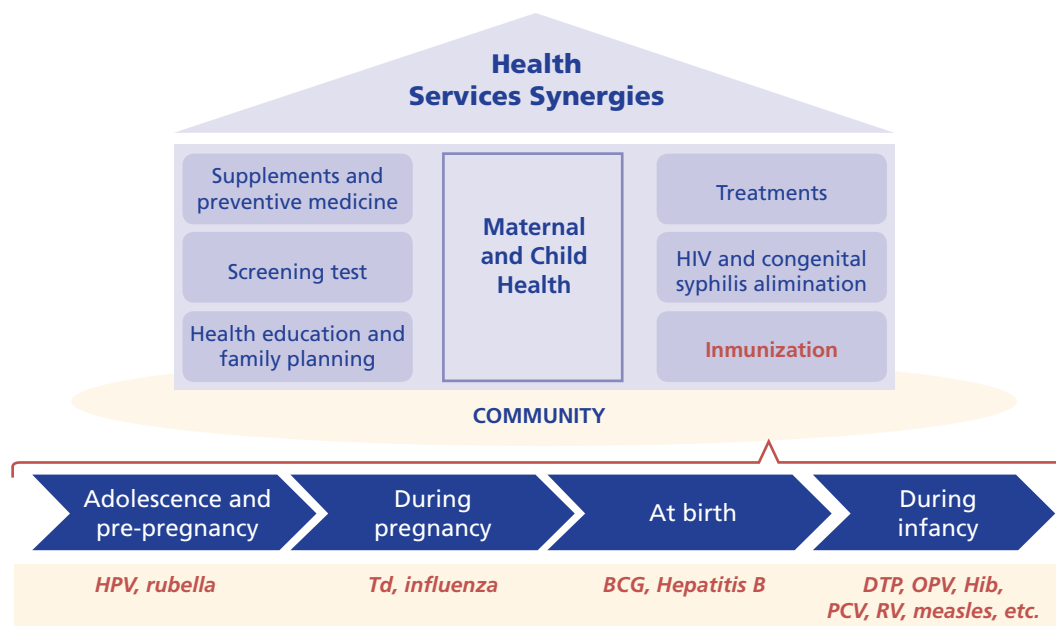 Health
Services Synergies
Supplements and
preventive medicine
Screening test
Health education and
family planning
Maternal
and Child
Health
Treatments
HIV and congenital
syphilis alimination
Inmunization
COMMUNITY
Adolescence and
pre-pregnancy
During
pregnancy
At birth
During
infancy
HPV, rubella
Td, influenza
BCG, Hepatitis B
DTP, OPV, Hib,
PCV, RV, measles, etc.